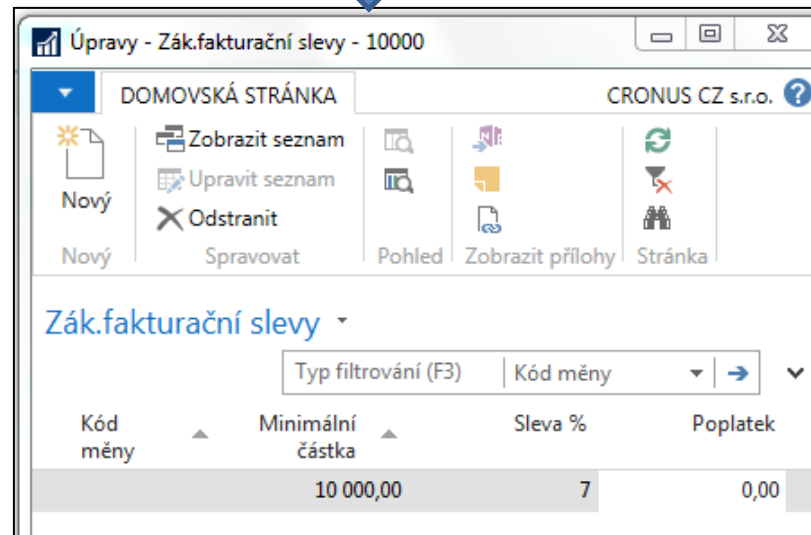 Úpravy - Zák.fakturační slevy - 10000
DOMOVSKÁ STRÁNKA
CRONUS CZ s.r.o.
Nový
Zobrazit seznam
Upravit seznam
Odstranit
Nový
Spravovat
Pohled
Zobrazit přílohy
Stránka
Zák.fakturační slevy
Typ filtrování (F3) Kód měny
Kód měny
Minimální částka
Sleva %
Poplatek
10 000,00 7 0,00